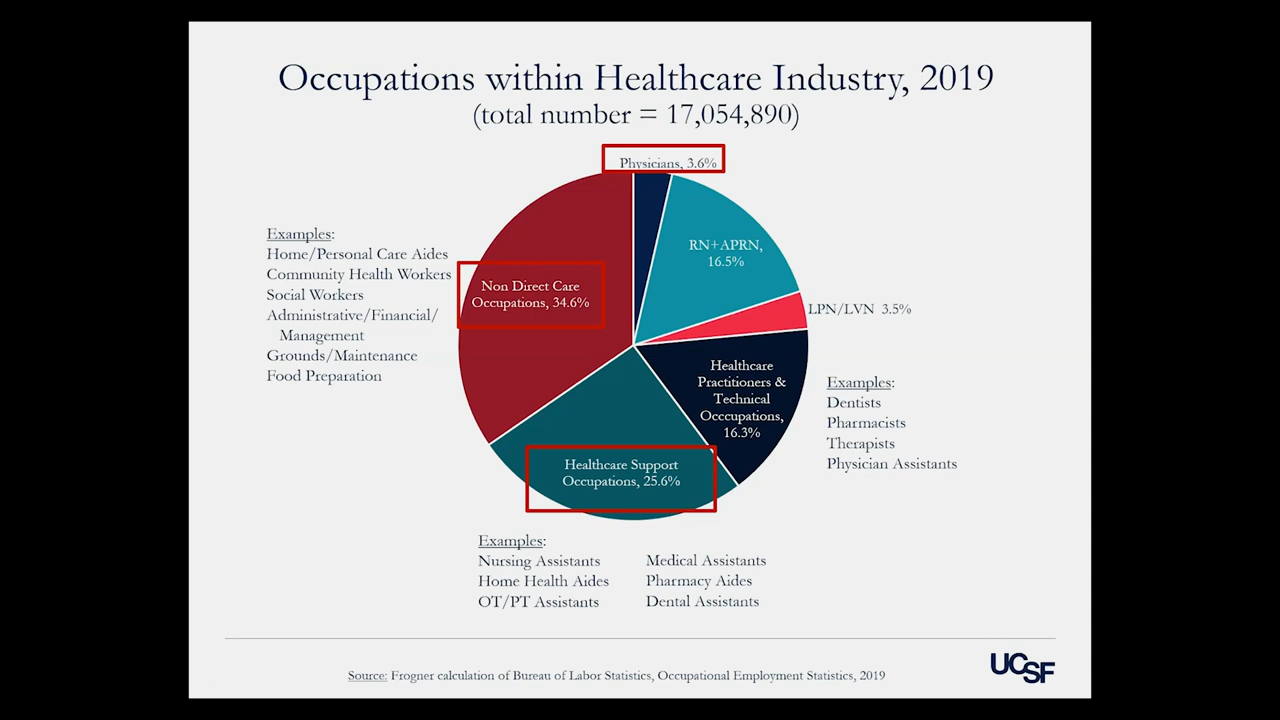 Occupations within Healthcare Industry, 2019
(total number = 17,054,890)
Physicians, 3.6%
RN+APRN,
16.5%
LPN/LVN 3.5%
Healthcare
Practitioners &
Technical
Occcupations,
16.3%
Examples:
Dentists
Pharmacists
Therapists
Physician Assistants
Healthcare Support
Occupations, 25.6%
Examples:
Nursing Assistants
Home Health Aides
OT/PT Assistants
Medical Assistants
Pharmacy Aides
Dental Assistants
Non Direct Care
Occupations, 34.6%
Examples:
Home/Personal Care Aides
Community Health Workers
Social Workers
Administrative/Financial/
Management
Grounds/Maintenance
Food Preparation
Source: Frogner calculation of Bureau of Labor Statistics, Occupational Employment Statistics, 2019
UCSF